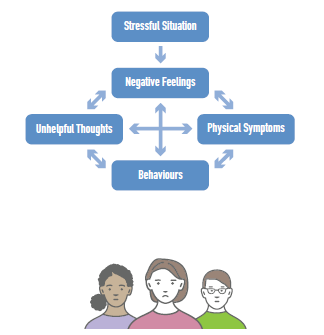 Stressful Situation
Negative Feelings
Unhelpful Thoughts
Physical Symptoms
Behaviours